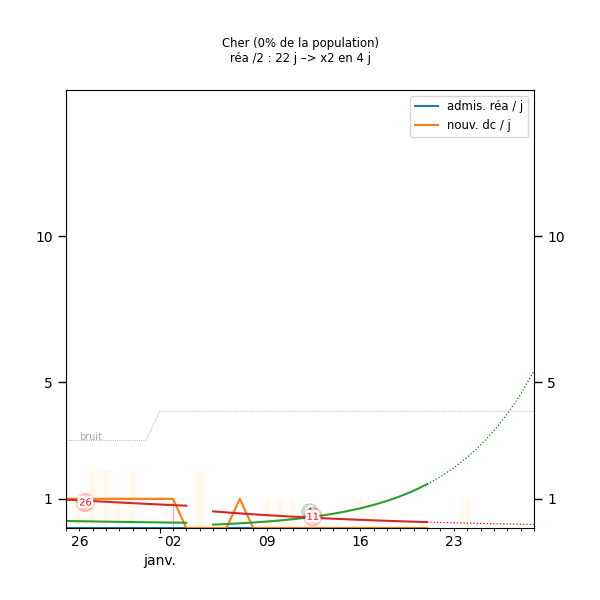 Cher (0% de la population)
réa /2 : 22 j –> x2 en 4 j
admis. réa / j
nouv. dc / j
10
10
5
5
bruit
1
1
26
11
26
02
09
16
23
janv.